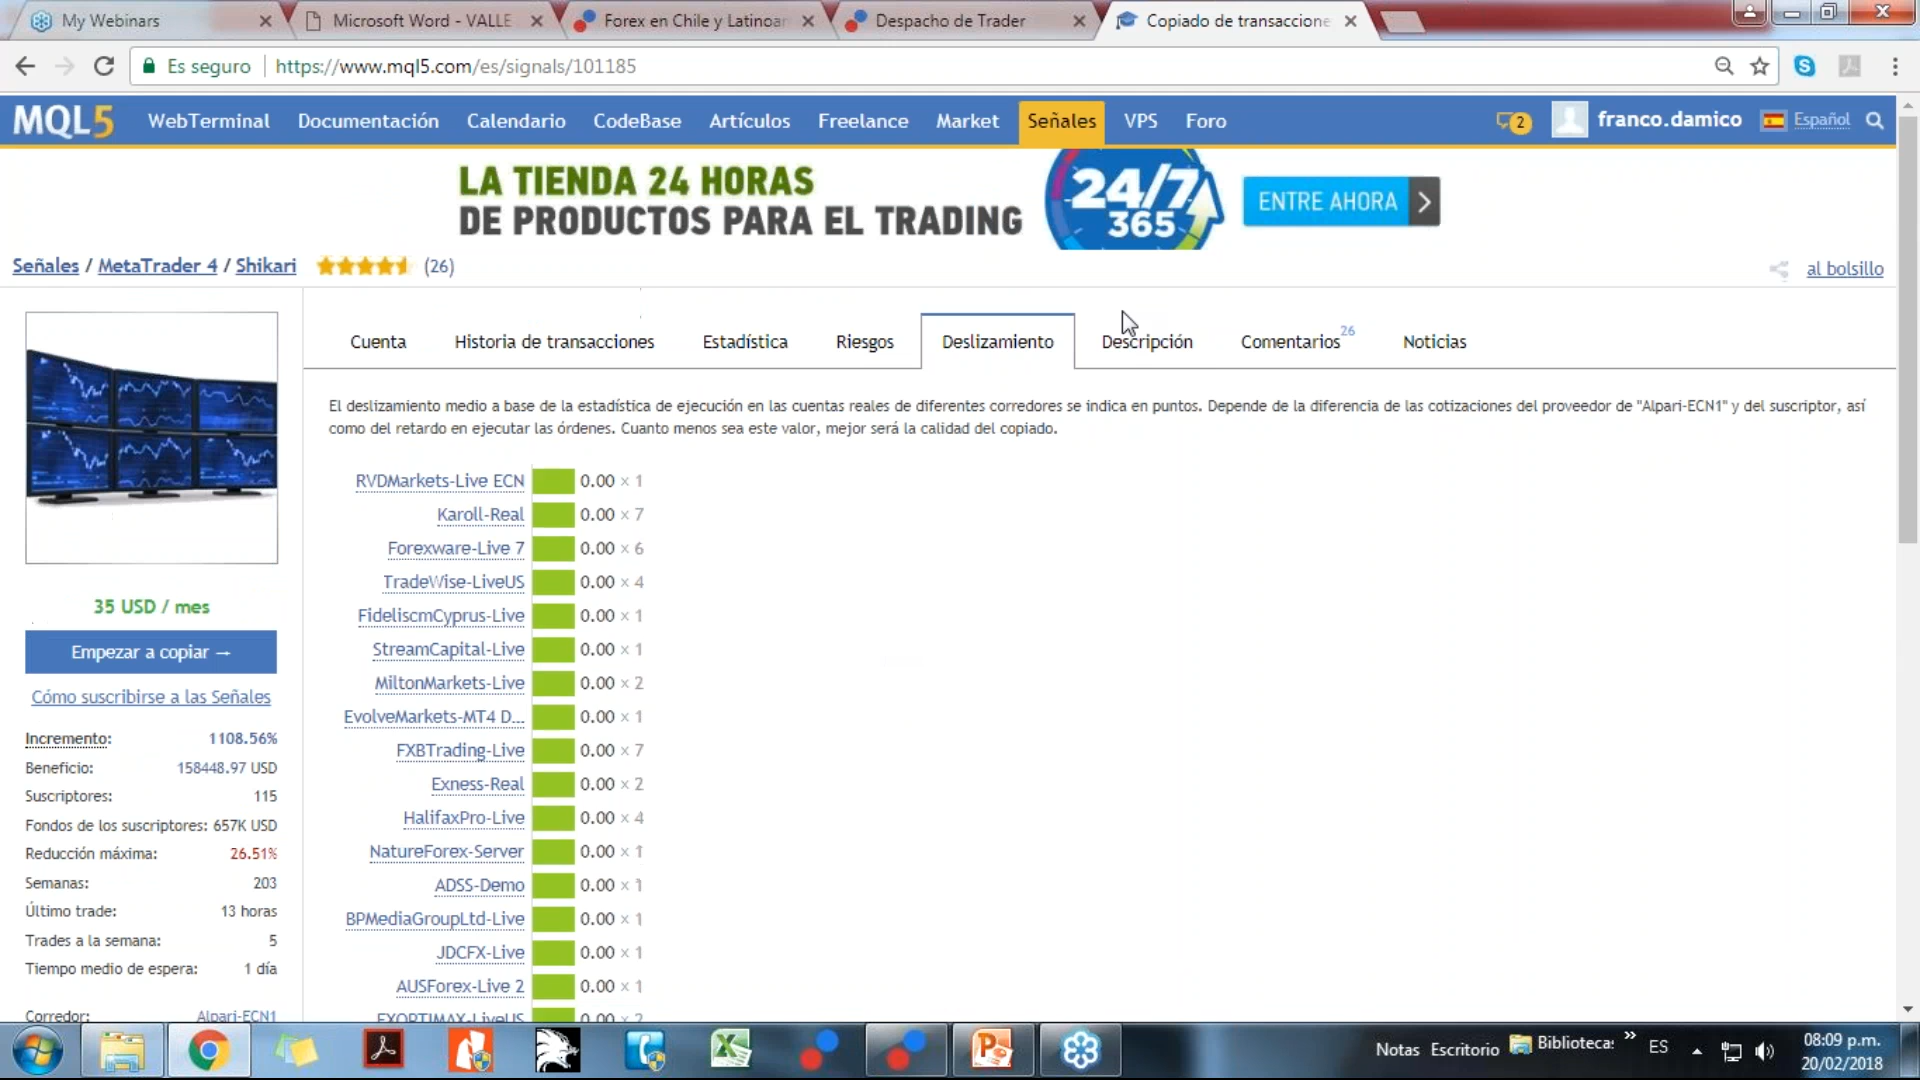 My Webinars
Microsoft Word - VALLE
Forex en Chile y Latinoar
Despacho de Trader
Copiado de transaccione
Es seguro
https://www.mql5.com/es/signals/101185
MQL5
WebTerminal Documentación Calendario CodeBase Artículos Freelance Market Señales VPS Foro
2
franco.damico
Español
LA TIENDA 24 HORAS
DE PRODUCTOS PARA EL TRADING
24/7
365
ENTRE AHORA
Señales / MetaTrader 4 / Shikari (26)
al bolsillo
Cuenta Historia de transacciones Estadística Riesgos Deslizamiento Descripción Comentarios 26 Noticias
El deslizamiento medio a base de la estadística de ejecución en las cuentas reales de diferentes corredores se indica en puntos. Depende de la diferencia de las cotizaciones del proveedor de "Alpari-ECN1" y del suscriptor, así
como del retardo en ejecutar las órdenes. Cuanto menos sea este valor, mejor será la calidad del copiado.
RVDMarkets-Live ECN 0.00 × 1
Karoll-Real 0.00 × 7
Forexware-Live 7 0.00 × 6
TradeWise-LiveUS 0.00 × 4
FideliscmCyprus-Live 0.00 × 1
StreamCapital-Live 0.00 × 1
MiltonMarkets-Live 0.00 × 2
EvolveMarkets-MT4 D... 0.00 × 1
FXBTrading-Live 0.00 × 7
Exness-Real 0.00 × 2
HalifaxPro-Live 0.00 × 4
NatureForex-Server 0.00 × 1
ADSS-Demo 0.00 × 1
BPMediaGroupLtd-Live 0.00 × 1
JDCFX-Live 0.00 × 1
AUSForex-Live 2 0.00 × 1
FXOPTIMAX-LiveUS 0.00 × 2
35 USD / mes
Empezar a copiar →
Cómo suscribirse a las Señales
Incremento: 1108.56%
Beneficio: 158448.97 USD
Suscriptores: 115
Fondos de los suscriptores: 657K USD
Reducción máxima: 26.51%
Semanas: 203
Último trade: 13 horas
Trades a la semana: 5
Tiempo medio de espera: 1 día
Corredor: Alpari-ECN1
Notas Escritorio Bibliotecas » ES
08:09 p.m.
20/02/2018